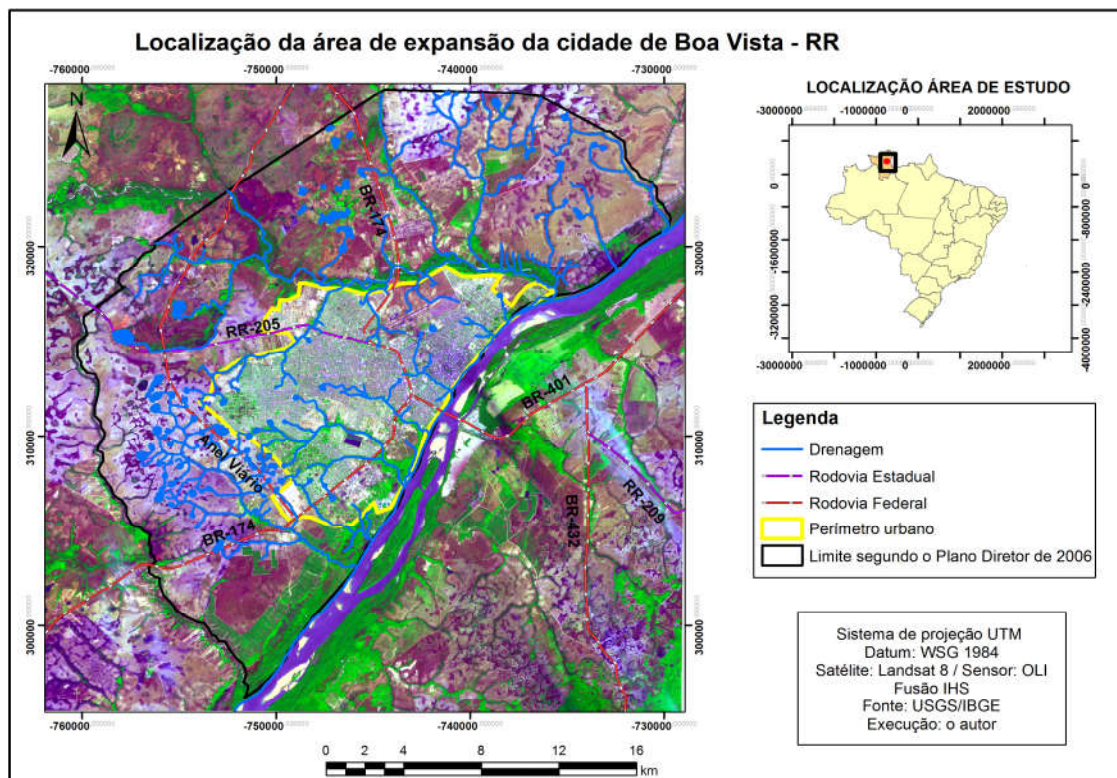 Localização da área de expansão da cidade de Boa Vista - RR
-760000 -750000 -740000 -730000
N
BR-174
320000
320000
RR-205
BR-401
310000
310000
Anel Viario
BR-432
RR-209
BR-174
300000
300000
-760000 -750000 -740000 -730000
0 2 4 8 12 16
km
LOCALIZAÇÃO ÁREA DE ESTUDO
-3000000 -1000000 0 2000000
0
0
-800000
-1600000
-2400000
-3200000
-4000000
-3000000 -1000000 0 2000000
Legenda
Drenagem
Rodovia Estadual
Rodovia Federal
Perímetro urbano
Limite segundo o Plano Diretor de 2006
Sistema de projeção UTM
Datum: WSG 1984
Satélite: Landsat 8 / Sensor: OLI
Fusão IHS
Fonte: USGS/IBGE
Execução: o autor